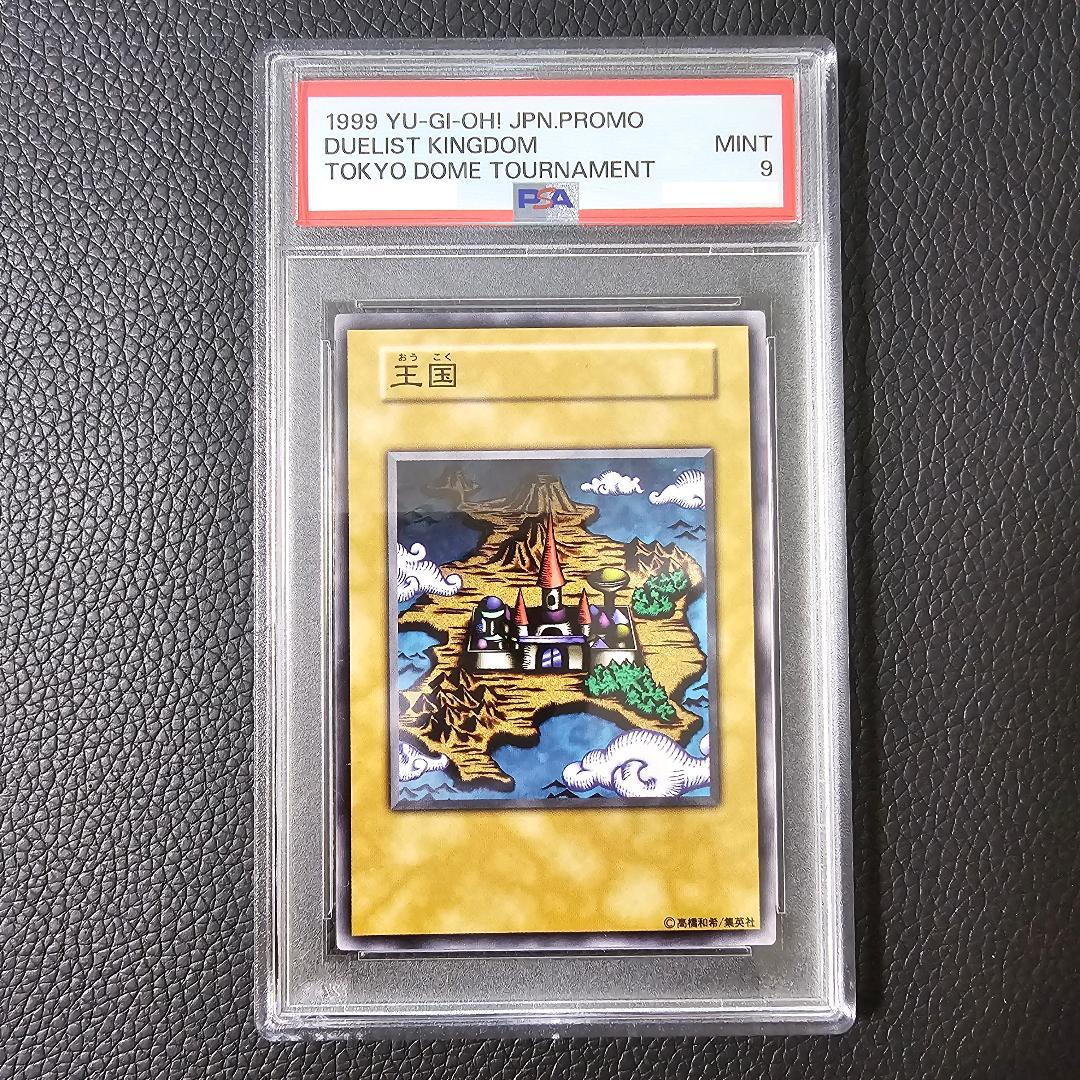 1999 YU-GI-OH! JPN.PROMO
DUELIST KINGDOM MINT
TOKYO DOME TOURNAMENT 9
PSA
おう こく
王国
©高橋和希/集英社